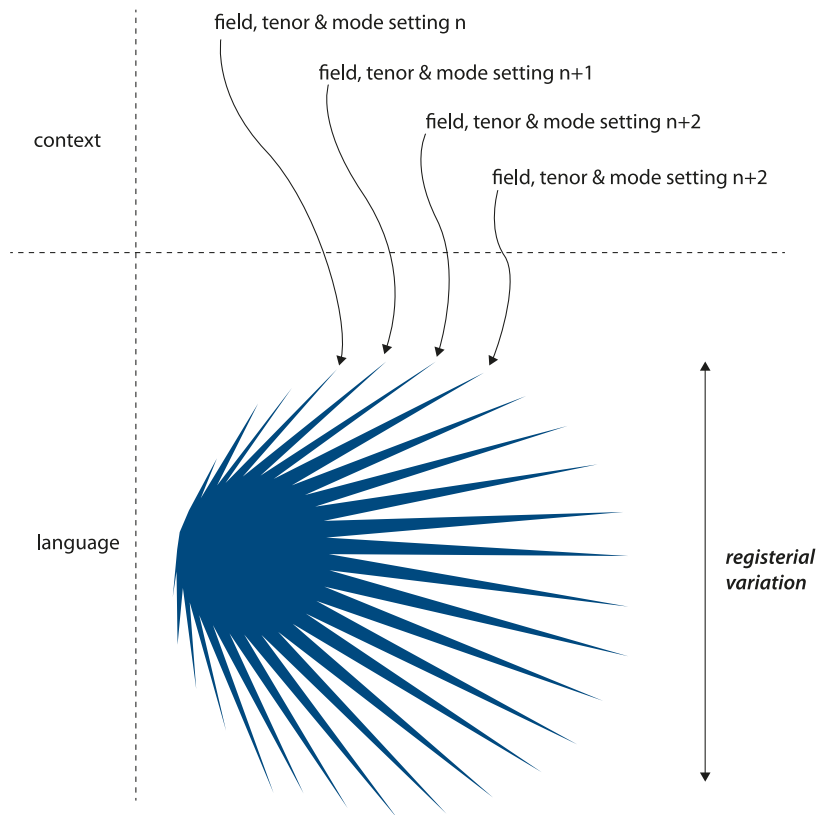 field, tenor & mode setting n
field, tenor & mode setting n+1
field, tenor & mode setting n+2
context
field, tenor & mode setting n+2
language
registerial
variation